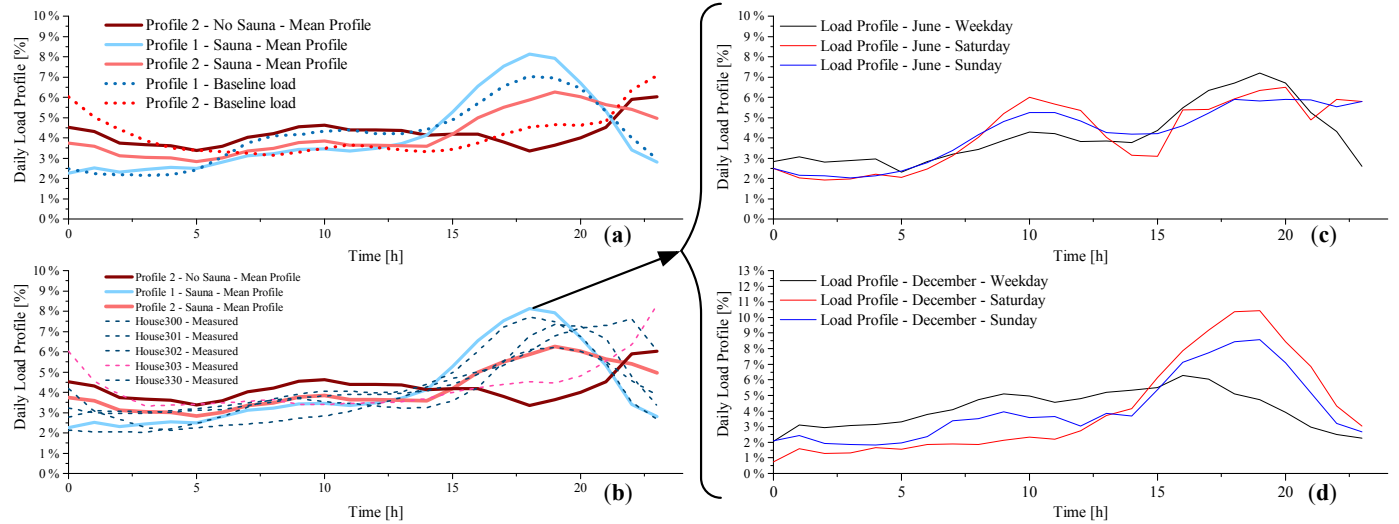 Daily Load Profile [%]
10 %
9 %
8 %
7 %
6 %
5 %
4 %
3 %
2 %
1 %
0 %
Profile 2 - No Sauna - Mean Profile
Profile 1 - Sauna - Mean Profile
Profile 2 - Sauna - Mean Profile
Profile 1 - Baseline load
Profile 2 - Baseline load
(a)
0 5 10 15 20
Time [h]
Daily Load Profile [%]
10 %
9 %
8 %
7 %
6 %
5 %
4 %
3 %
2 %
1 %
0 %
Profile 2 - No Sauna - Mean Profile
Profile 1 - Sauna - Mean Profile
Profile 2 - Sauna - Mean Profile
House300 - Measured
House301 - Measured
House302 - Measured
House303 - Measured
House330 - Measured
(b)
0 5 10 15 20
Time [h]
Daily Load Profile [%]
10 %
9 %
8 %
7 %
6 %
5 %
4 %
3 %
2 %
1 %
0 %
Load Profile - June - Weekday
Load Profile - June - Saturday
Load Profile - June - Sunday
(c)
0 5 10 15 20
Time [h]
Daily Load Profile [%]
13 %
12 %
11 %
10 %
9 %
8 %
7 %
6 %
5 %
4 %
3 %
2 %
1 %
0 %
Load Profile - December - Weekday
Load Profile - December - Saturday
Load Profile - December - Sunday
(d)
0 5 10 15 20
Time [h]